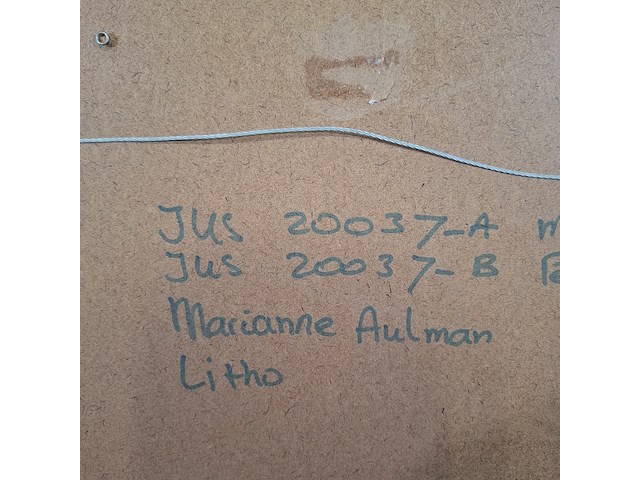 JUS 20037-A
JUS 20037-B
Marianne Aulman
Litho